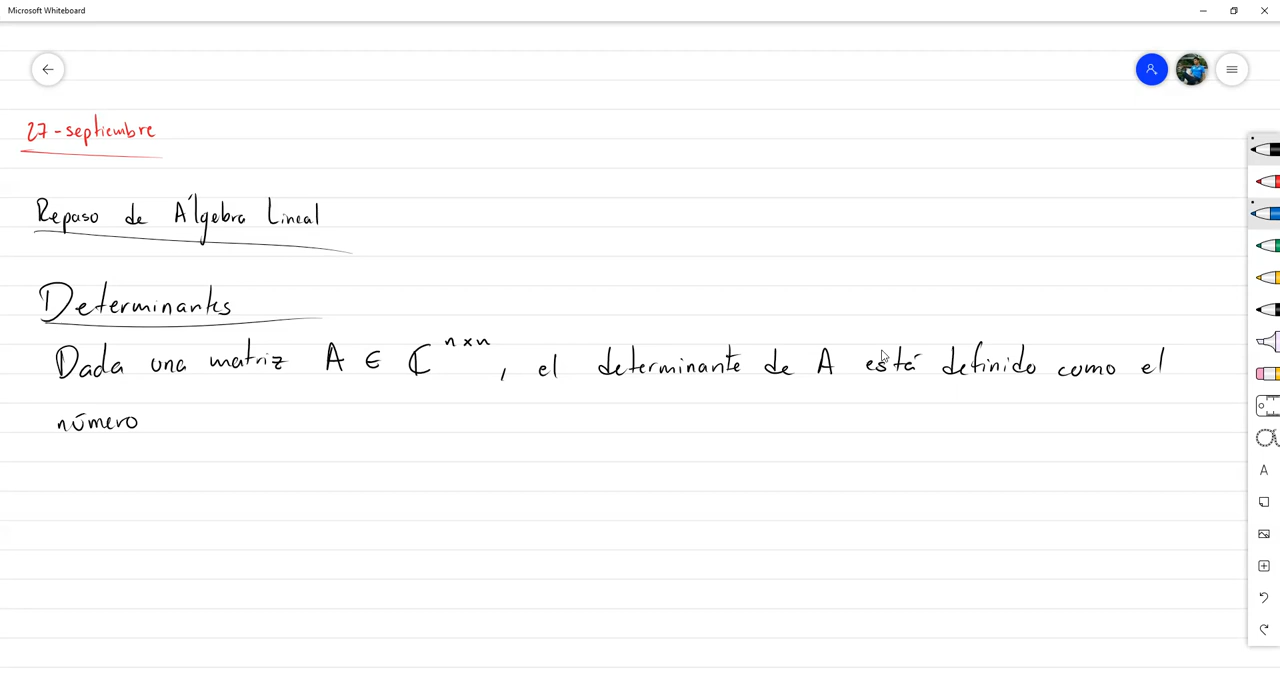 Microsoft Whiteboard
27-septiembre
Repaso de Álgebra Lineal
Determinantes
Dada una matriz A ∈ ℂ^{n×n}, el determinante de A está definido como el
número
A